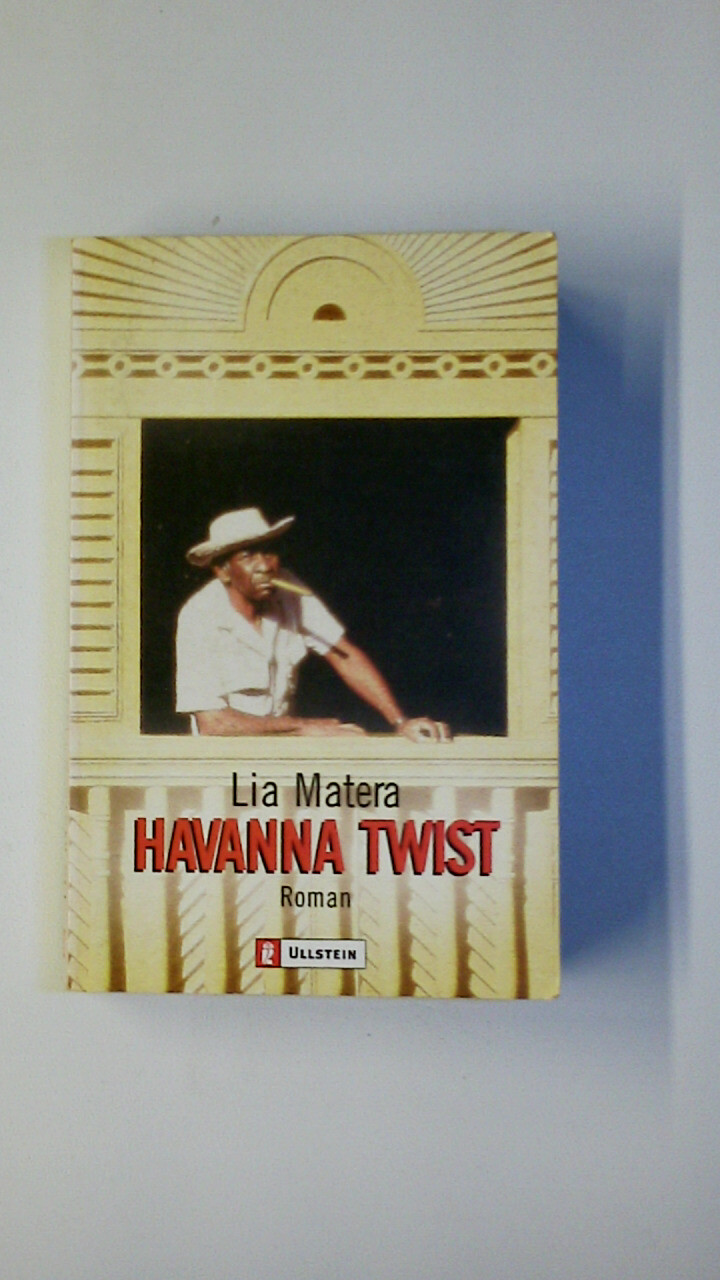 Lia Matera
HAVANNA TWIST
Roman
ULLSTEIN